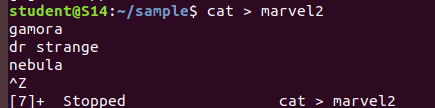 student@S14:~/sample$ cat > marvel2
gamora
dr strange
nebula
^Z
[7]+  Stopped                 cat > marvel2